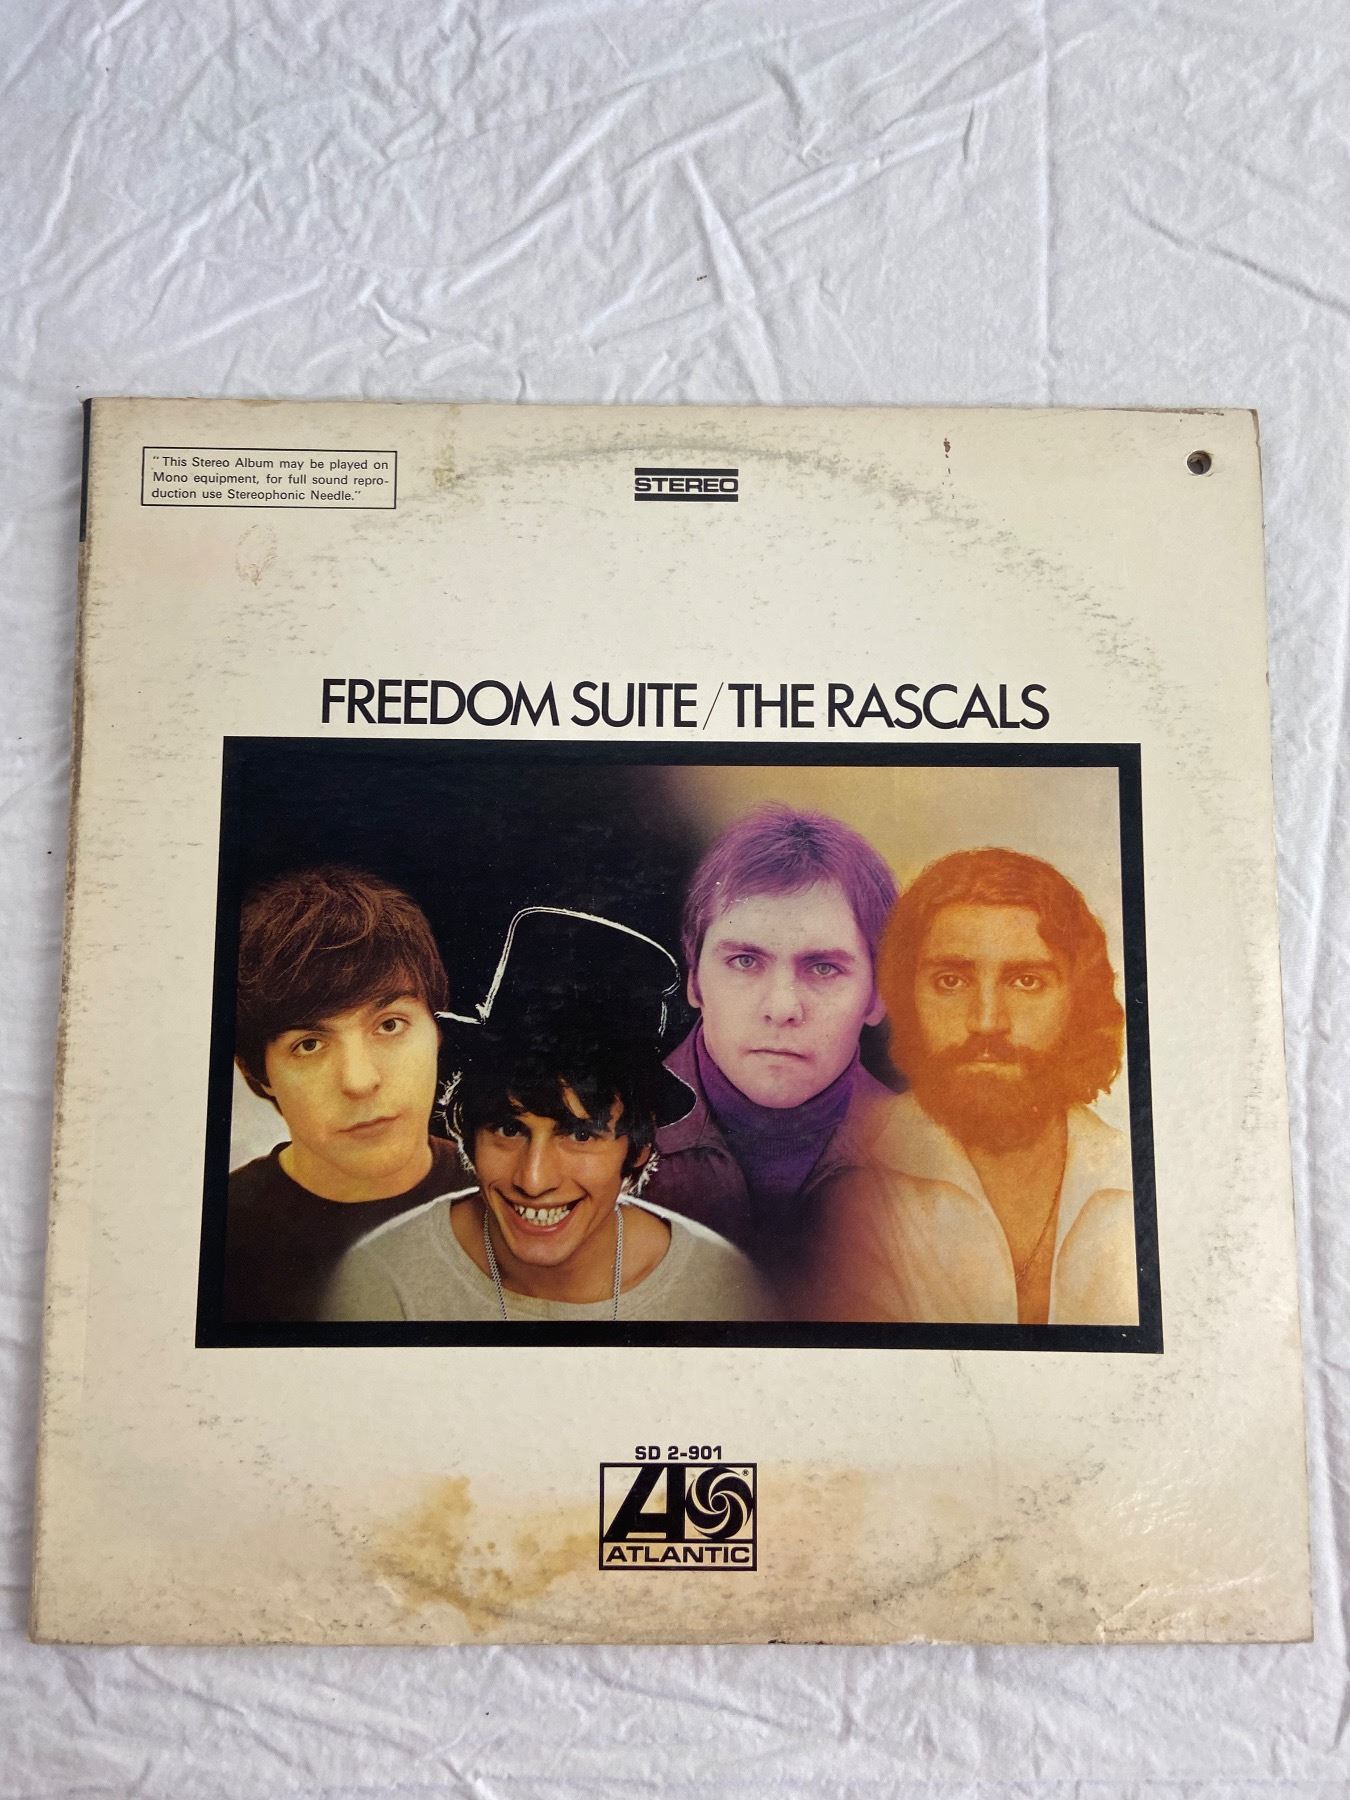 "This Stereo Album may be played on
Mono equipment, for full sound repro-
duction use Stereophonic Needle."
STEREO
FREEDOM SUITE/THE RASCALS
SD 2-901
A
®
ATLANTIC